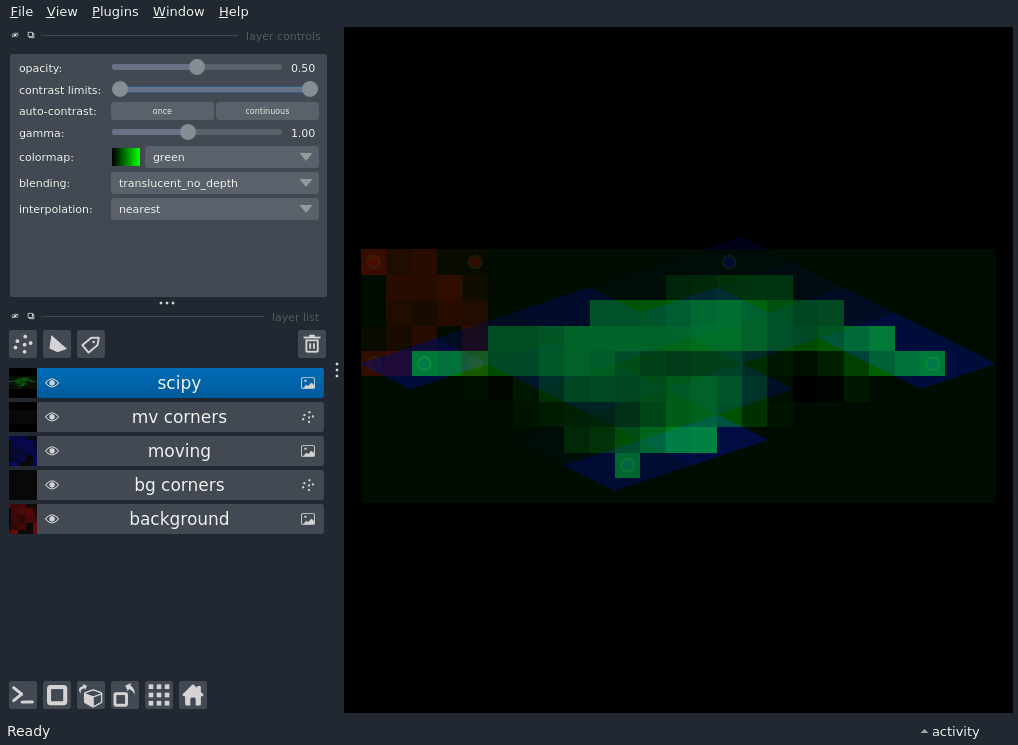 File View Plugins Window Help
layer controls
opacity: 0.50
contrast limits:
auto-contrast: once continuous
gamma: 1.00
colormap: green
blending: translucent_no_depth
interpolation: nearest
layer list
scipy
mv corners
moving
bg corners
background
Ready
activity